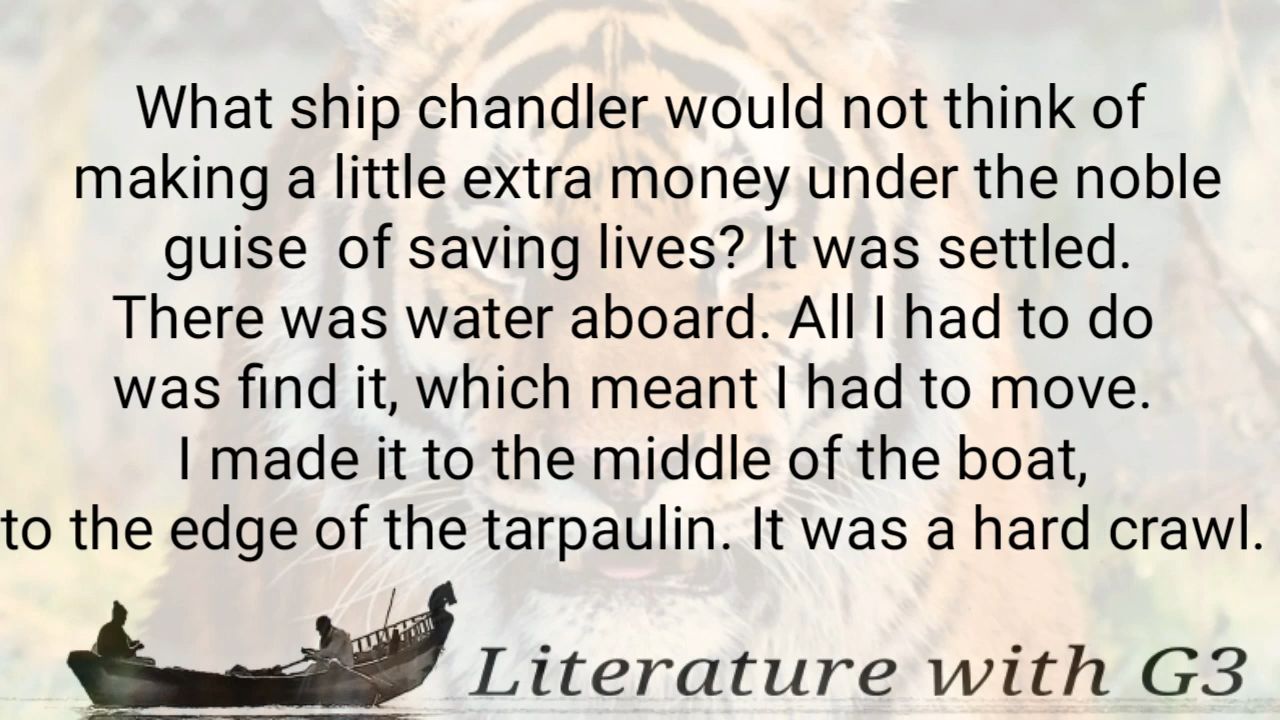 What ship chandler would not think of
making a little extra money under the noble
guise  of saving lives? It was settled.
There was water aboard. All I had to do
was find it, which meant I had to move.
I made it to the middle of the boat,
to the edge of the tarpaulin. It was a hard crawl.
Literature with G3